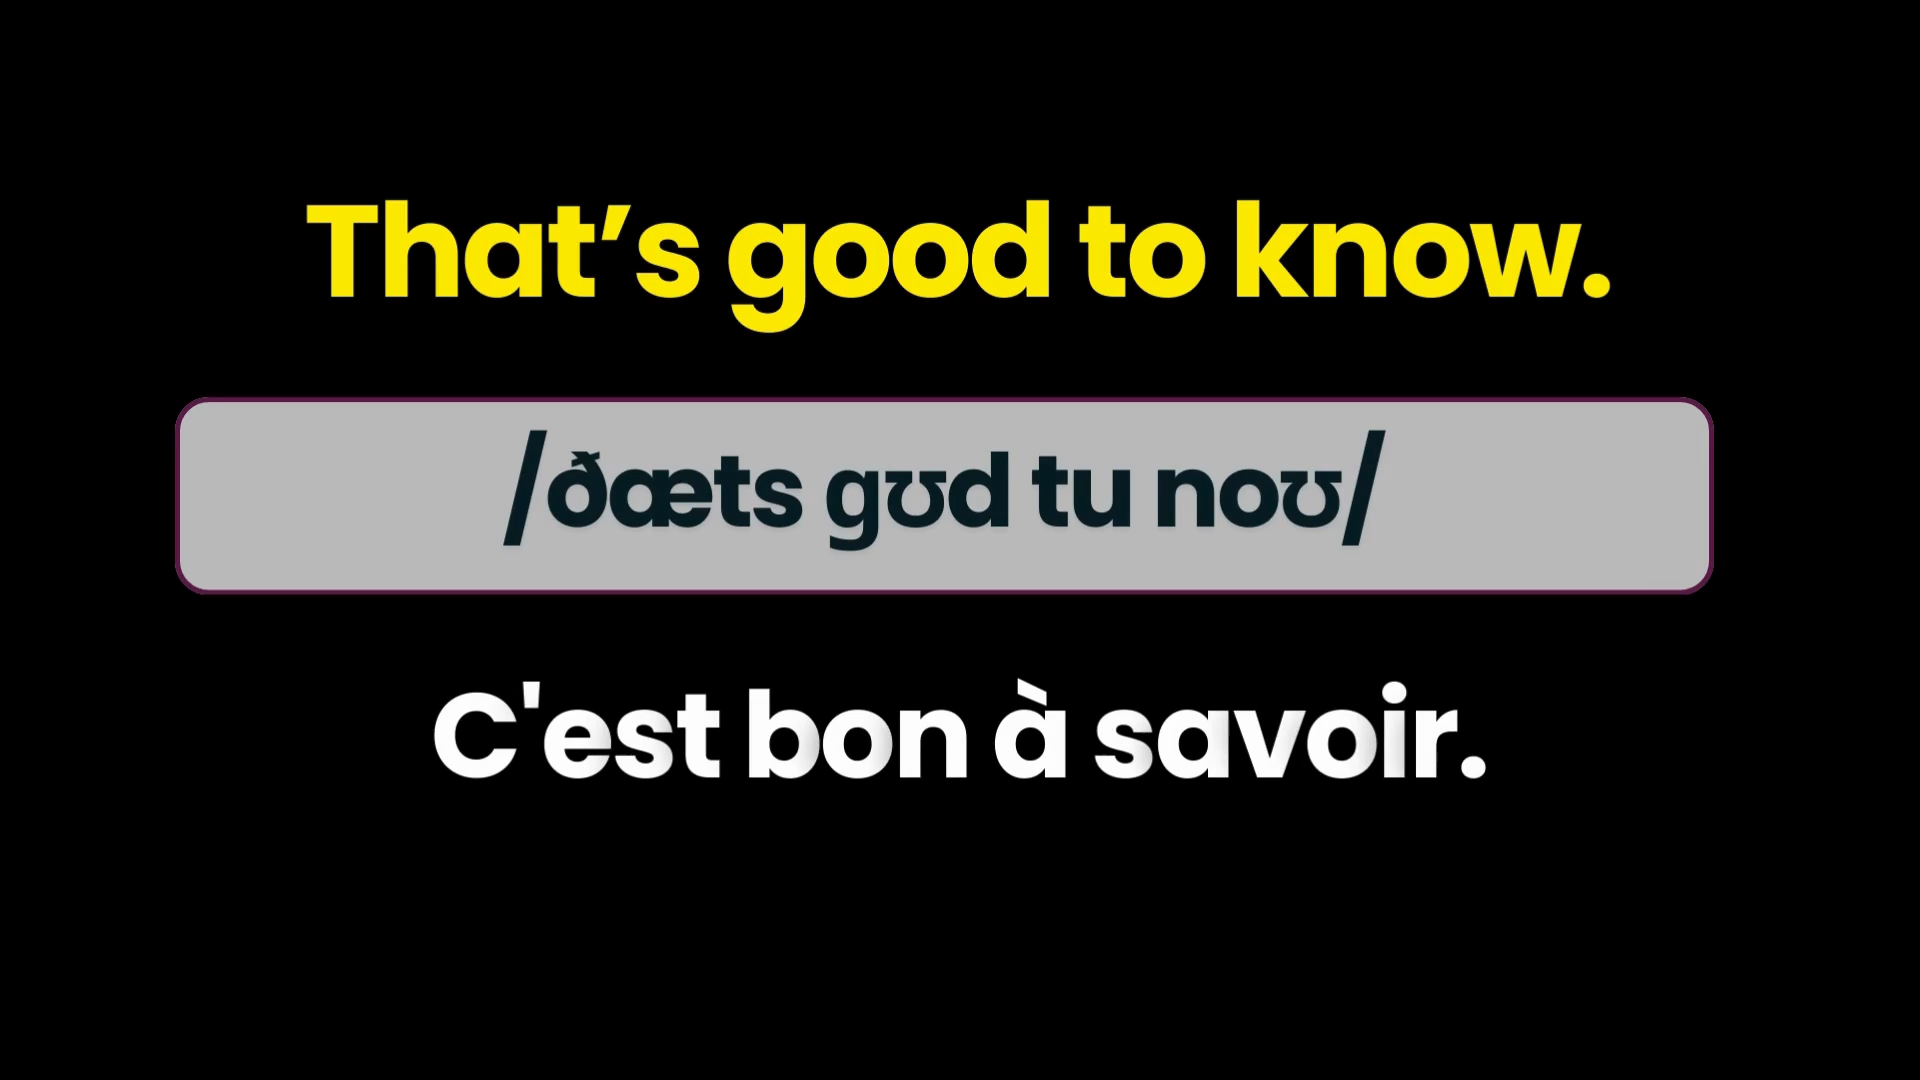 That’s good to know.
/ðæts gʊd tu noʊ/
C'est bon à savoir.